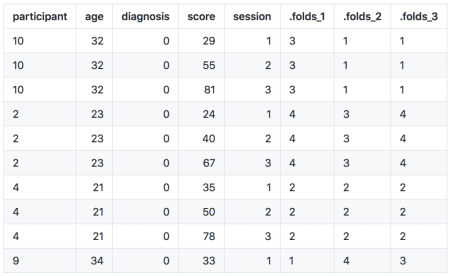 participant age diagnosis score session .folds_1 .folds_2 .folds_3
10 32 0 29 1 3 1 1
10 32 0 55 2 3 1 1
10 32 0 81 3 3 1 1
2 23 0 24 1 4 3 4
2 23 0 40 2 4 3 4
2 23 0 67 3 4 3 4
4 21 0 35 1 2 2 2
4 21 0 50 2 2 2 2
4 21 0 78 3 2 2 2
9 34 0 33 1 1 4 3